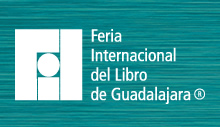 Feria
Internacional
del Libro
de Guadalajara ®